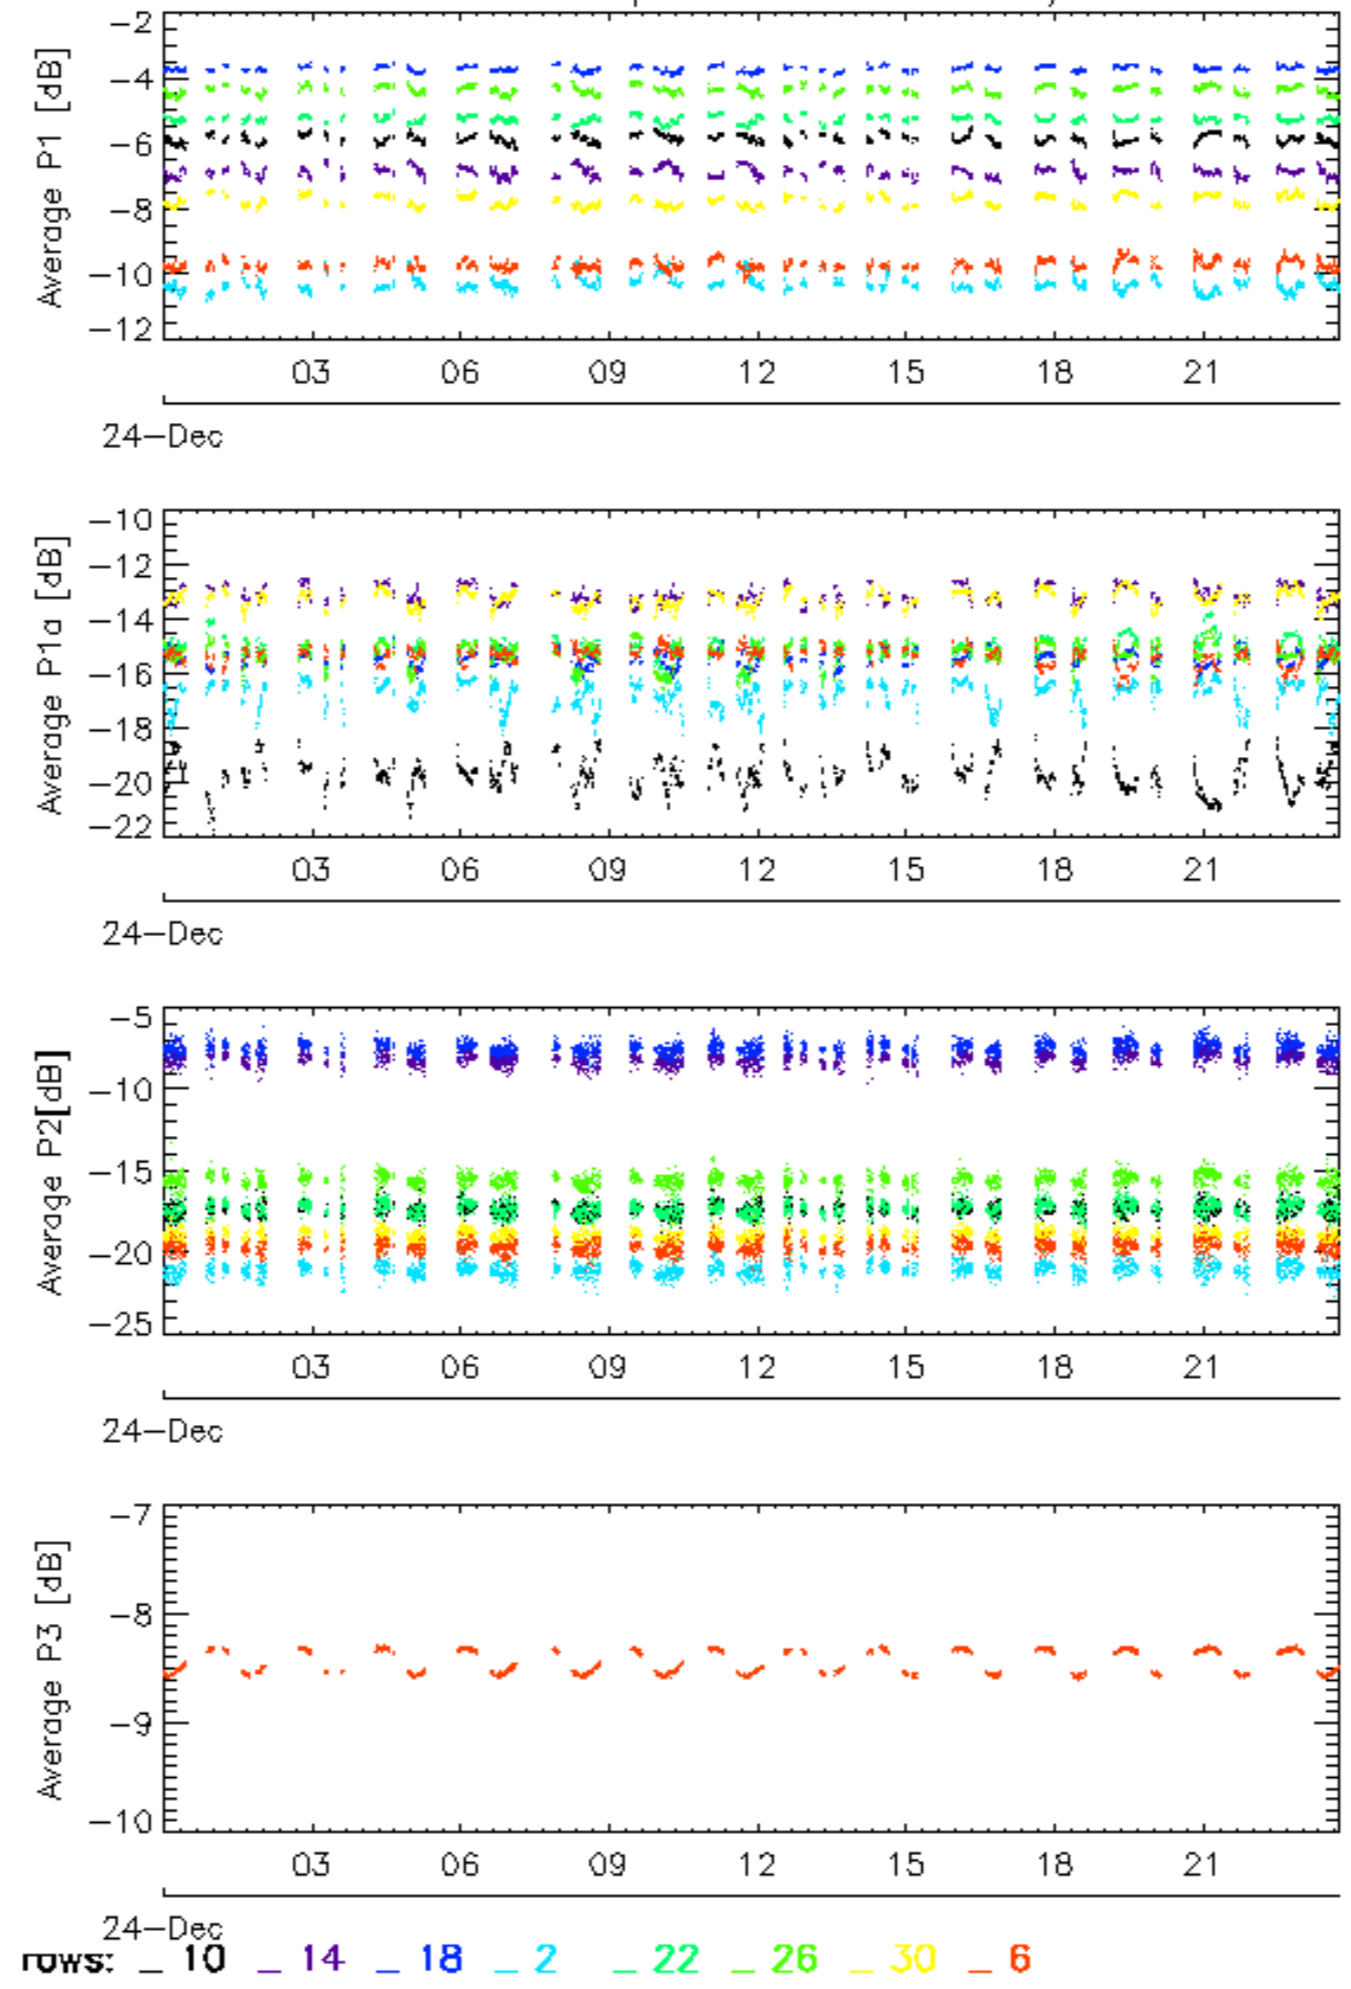 Average P1 [dB]
−2
−4
−6
−8
−10
−12
03 06 09 12 15 18 21
24−Dec
Average P1a [dB]
−10
−12
−14
−16
−18
−20
−22
03 06 09 12 15 18 21
24−Dec
Average P2[dB]
−5
−10
−15
−20
−25
03 06 09 12 15 18 21
24−Dec
Average P3 [dB]
−7
−8
−9
−10
03 06 09 12 15 18 21
24−Dec
rows: _ 10 _ 14 _ 18 _ 2 _ 22 _ 26 _ 30 _ 6